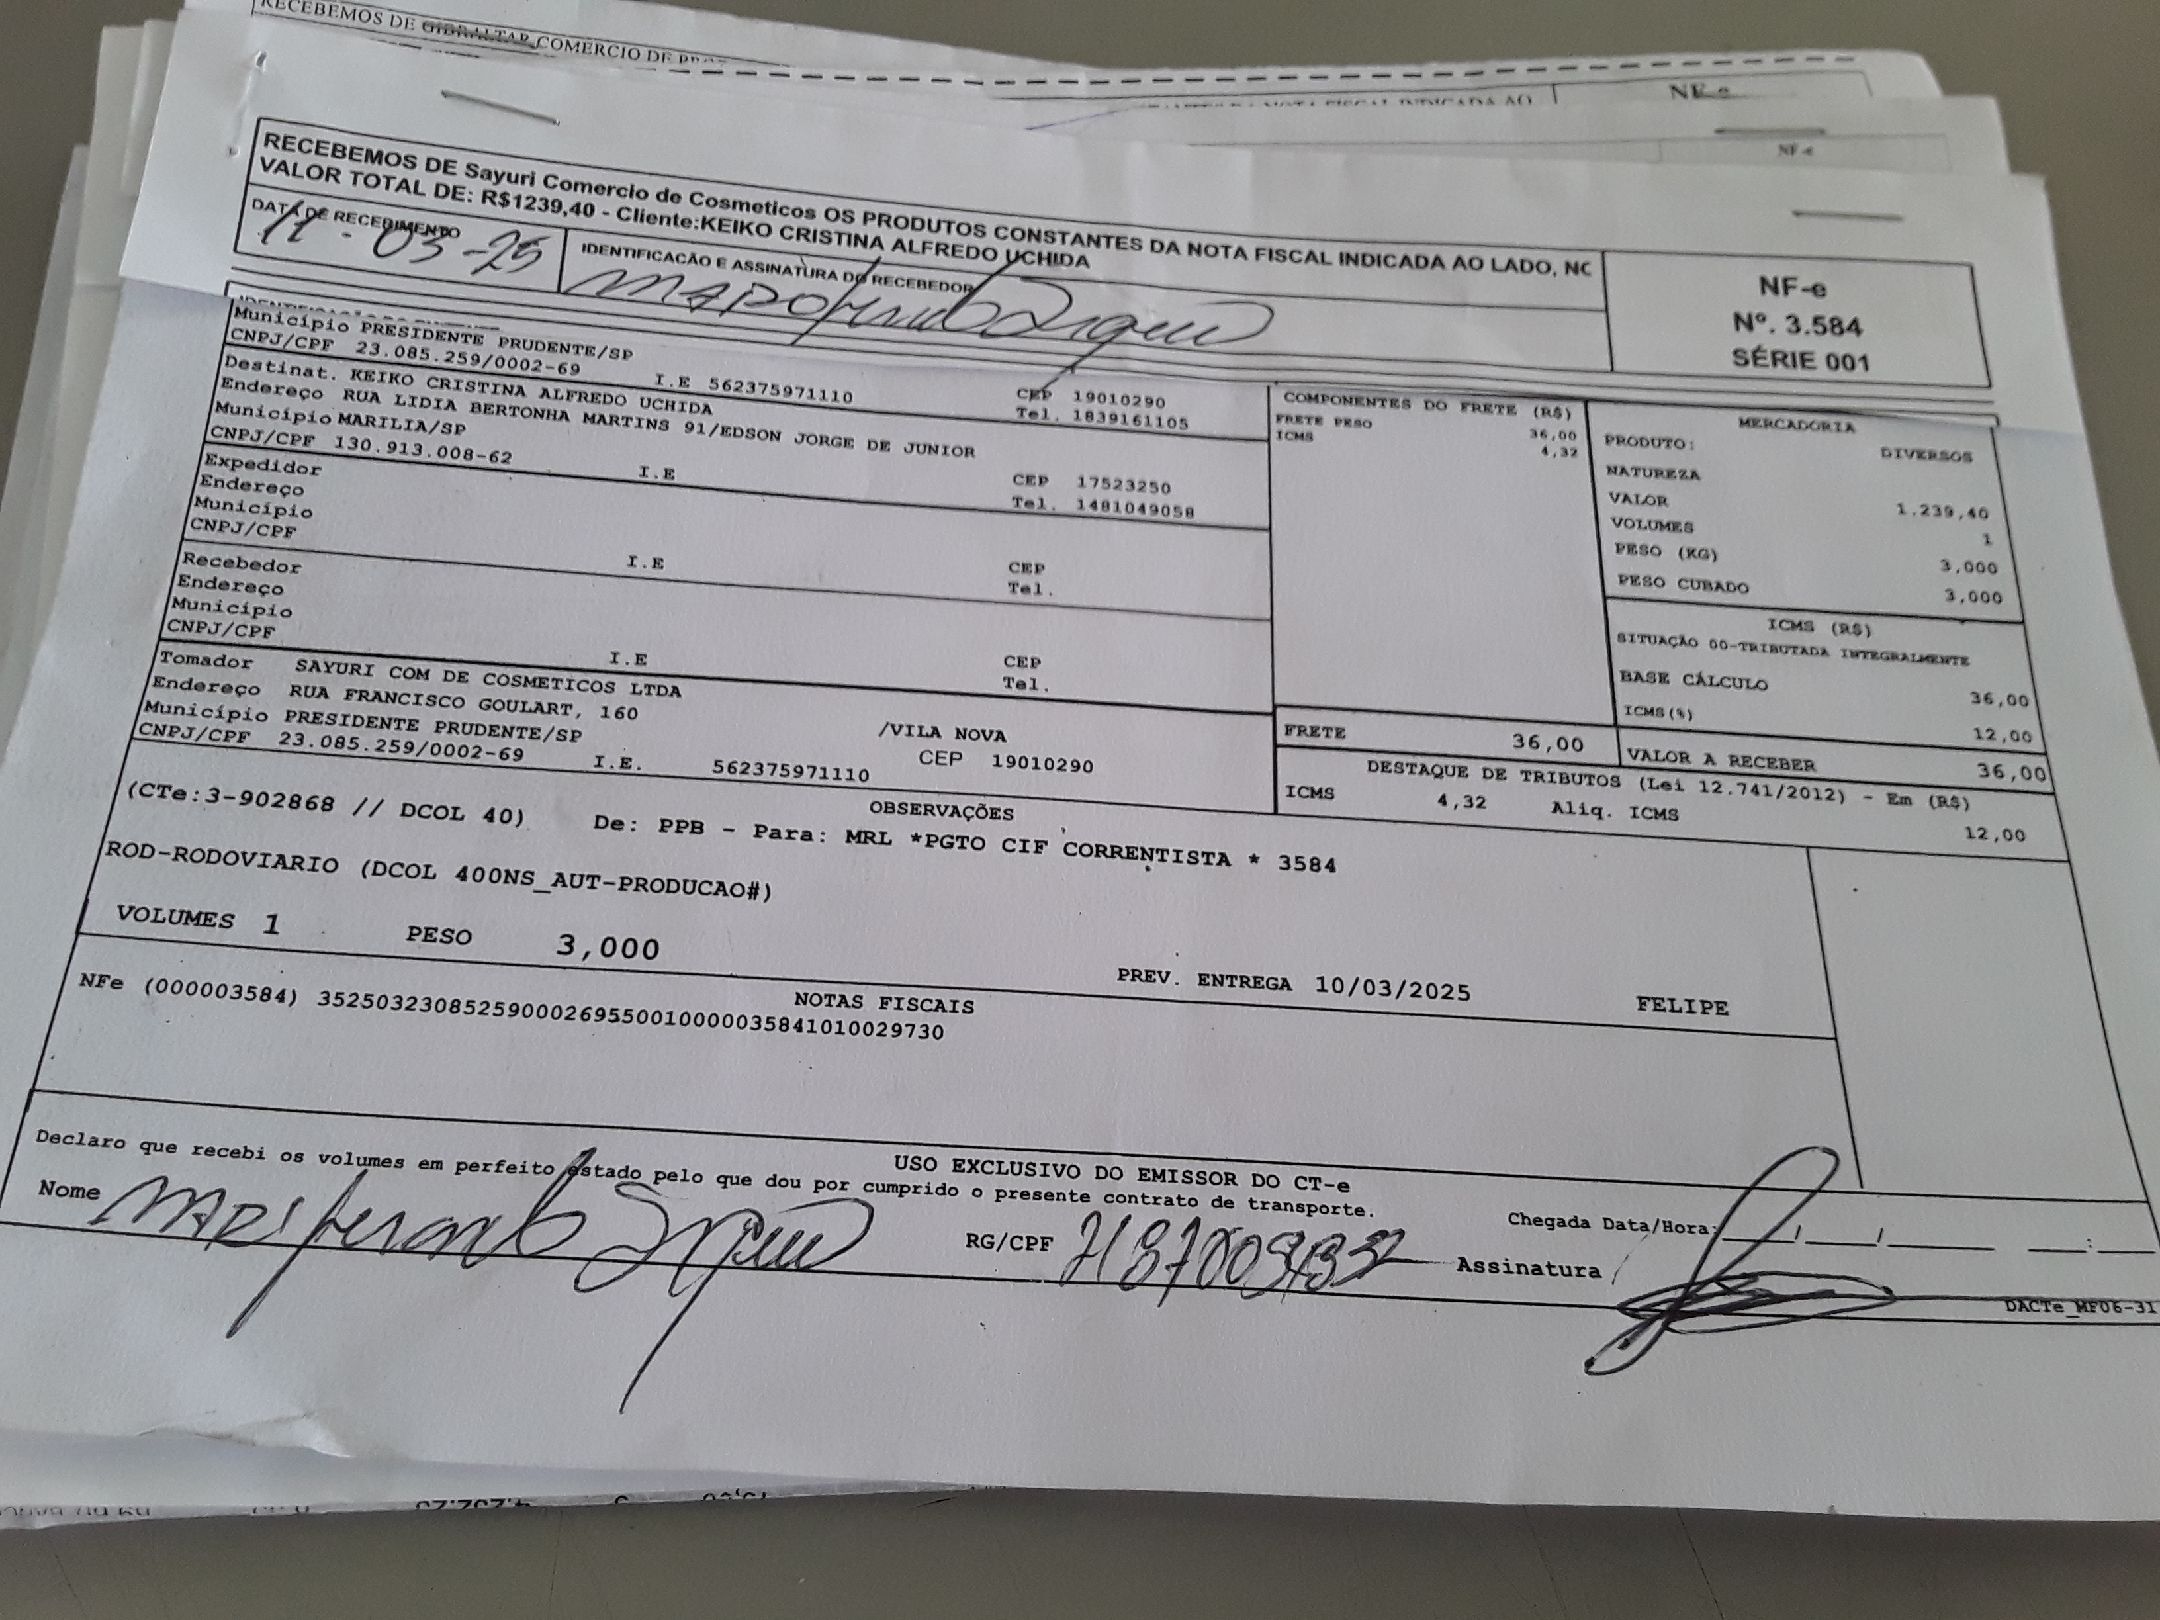 RECEBEMOS DE GIBRALTAR COMERCIO DE
NF-e
NF-e
RECEBEMOS DE Sayuri Comercio de Cosmeticos OS PRODUTOS CONSTANTES DA NOTA FISCAL INDICADA AO LADO, NO
VALOR TOTAL DE: R$1239,40 - Cliente:KEIKO CRISTINA ALFREDO UCHIDA
DATA DE RECEBIMENTO
11-03-25
IDENTIFICACÃO E ASSINATURA DO RECEBEDOR
NF-e
Nº. 3.584
SÉRIE 001
Município PRESIDENTE PRUDENTE/SP
CEP 19010290
CNPJ/CPF 23.085.259/0002-69 I.E 562375971110 Tel. 1839161105
Destinat. KEIKO CRISTINA ALFREDO UCHIDA
Endereço RUA LIDIA BERTONHA MARTINS 91/EDSON JORGE DE JUNIOR
Município MARILIA/SP CEP 17523250
CNPJ/CPF 130.913.008-62 I.E Tel. 1481049058
Expedidor
Endereço
Município CEP
CNPJ/CPF I.E Tel.
Recebedor
Endereço
Município CEP
CNPJ/CPF I.E Tel.
Tomador SAYURI COM DE COSMETICOS LTDA
Endereço RUA FRANCISCO GOULART, 160 /VILA NOVA
Município PRESIDENTE PRUDENTE/SP CEP 19010290
CNPJ/CPF 23.085.259/0002-69 I.E. 562375971110
COMPONENTES DO FRETE (R$)
FRETE PESO 36,00
ICMS 4,32
MERCADORIA
PRODUTO: DIVERSOS
NATUREZA
VALOR 1.239,40
VOLUMES 1
PESO (KG) 3,000
PESO CUBADO 3,000
ICMS (R$)
SITUAÇÃO 00-TRIBUTADA INTEGRALMENTE
BASE CÁLCULO 36,00
ICMS(%) 12,00
FRETE 36,00
VALOR A RECEBER 36,00
DESTAQUE DE TRIBUTOS (Lei 12.741/2012) - Em (R$)
ICMS 4,32 Aliq. ICMS 12,00
OBSERVAÇÕES
(CTe:3-902868 // DCOL 40) De: PPB - Para: MRL *PGTO CIF CORRENTISTA * 3584
ROD-RODOVIARIO (DCOL 400NS_AUT-PRODUCAO#)
VOLUMES 1 PESO 3,000 PREV. ENTREGA 10/03/2025 FELIPE
NOTAS FISCAIS
NFe (000003584) 35250323085259000269550010000035841010029730
USO EXCLUSIVO DO EMISSOR DO CT-e
Declaro que recebi os volumes em perfeito estado pelo que dou por cumprido o presente contrato de transporte.
Chegada Data/Hora: / / :
Nome RG/CPF Assinatura
DACTe_MF06-31